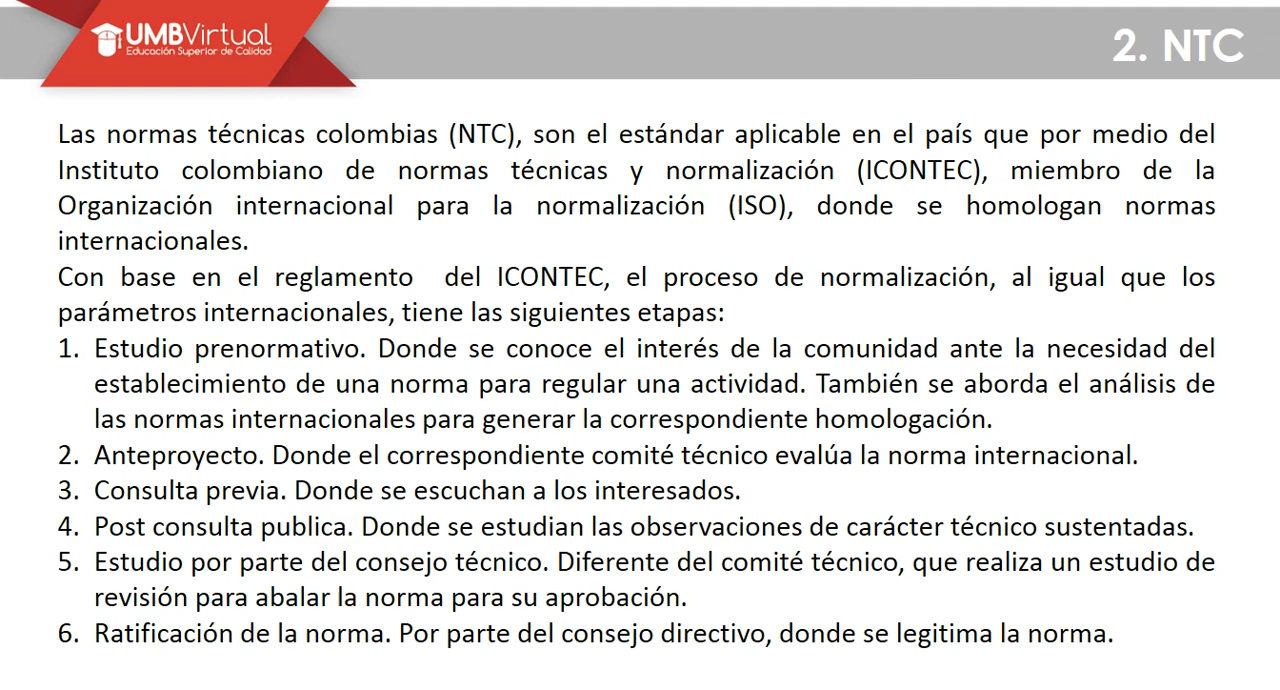 UMBVirtual
Educación Superior de Calidad
2. NTC
Las normas técnicas colombias (NTC), son el estándar aplicable en el país que por medio del
Instituto colombiano de normas técnicas y normalización (ICONTEC), miembro de la
Organización internacional para la normalización (ISO), donde se homologan normas
internacionales.
Con base en el reglamento del ICONTEC, el proceso de normalización, al igual que los
parámetros internacionales, tiene las siguientes etapas:
1. Estudio prenormativo. Donde se conoce el interés de la comunidad ante la necesidad del
establecimiento de una norma para regular una actividad. También se aborda el análisis de
las normas internacionales para generar la correspondiente homologación.
2. Anteproyecto. Donde el correspondiente comité técnico evalúa la norma internacional.
3. Consulta previa. Donde se escuchan a los interesados.
4. Post consulta publica. Donde se estudian las observaciones de carácter técnico sustentadas.
5. Estudio por parte del consejo técnico. Diferente del comité técnico, que realiza un estudio de
revisión para abalar la norma para su aprobación.
6. Ratificación de la norma. Por parte del consejo directivo, donde se legitima la norma.